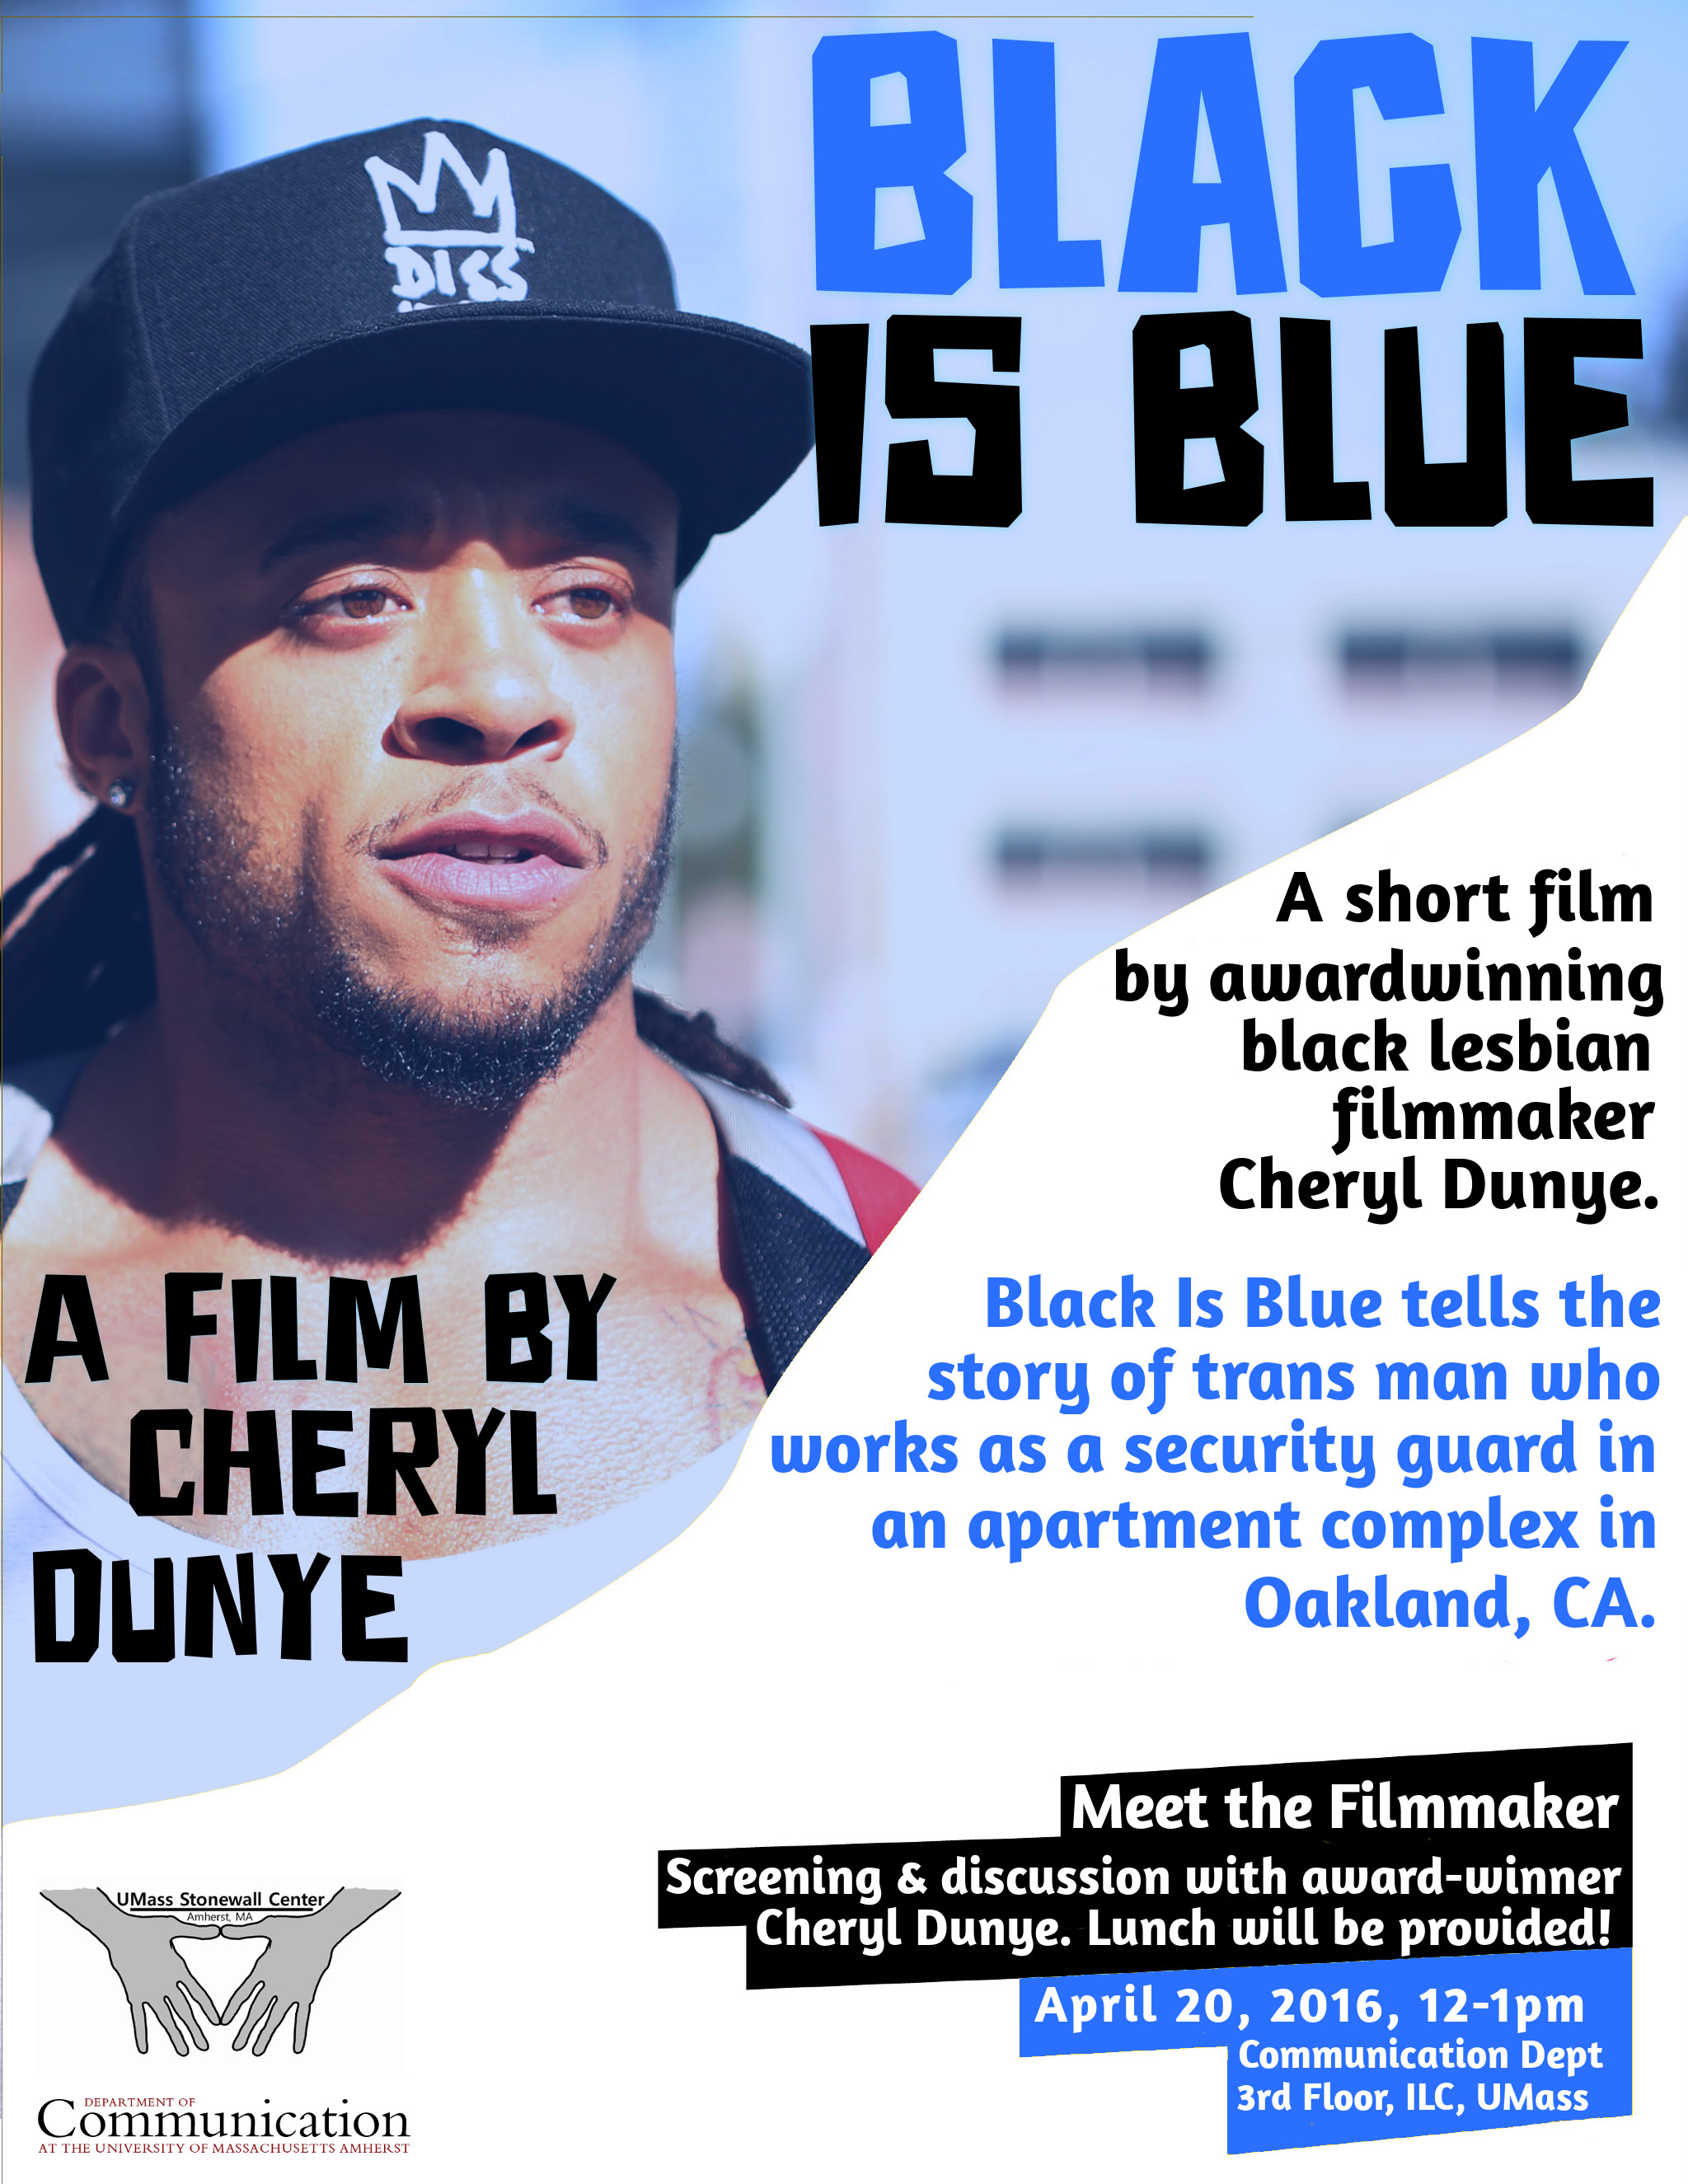 BLACK
IS BLUE
DISS
A short film
by awardwinning
black lesbian
filmmaker
Cheryl Dunye.
Black Is Blue tells the
story of trans man who
works as a security guard in
an apartment complex in
Oakland, CA.
A FILM BY
CHERYL
DUNYE
Meet the Filmmaker
Screening & discussion with award-winner
Cheryl Dunye. Lunch will be provided!
April 20, 2016, 12-1pm
Communication Dept
3rd Floor, ILC, UMass
UMass Stonewall Center
Amherst, MA
DEPARTMENT OF
Communication
AT THE UNIVERSITY OF MASSACHUSETTS AMHERST